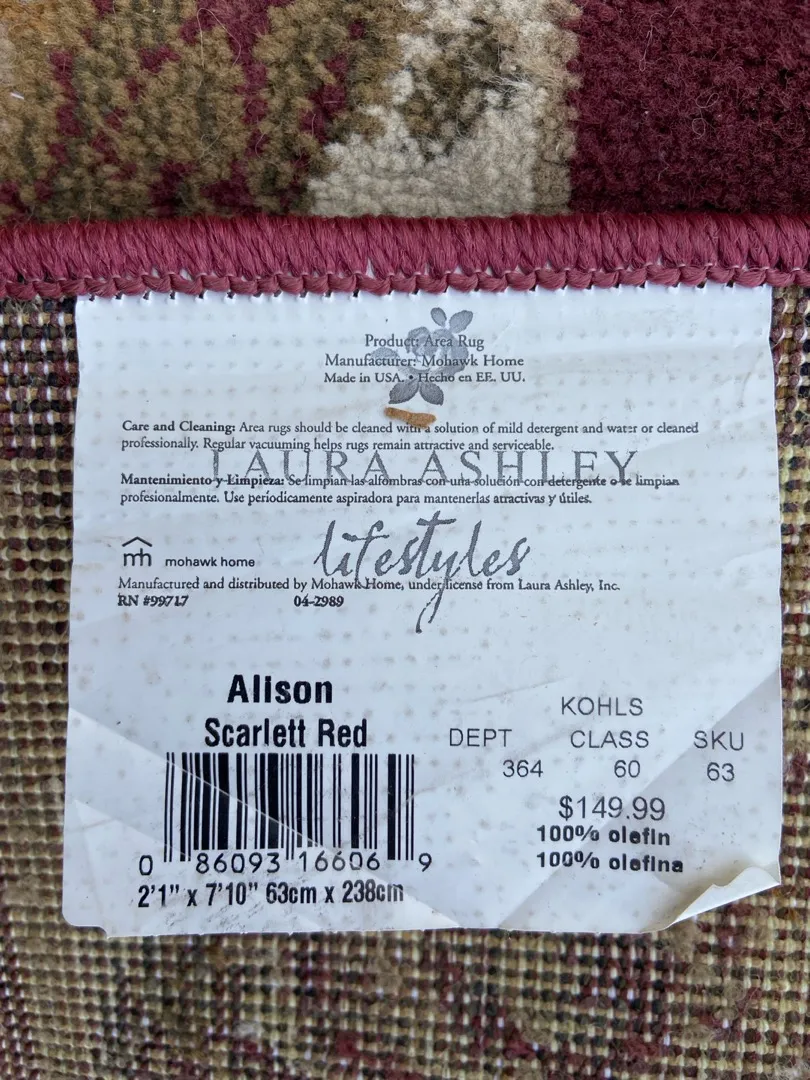 Product: Area Rug
Manufacturer: Mohawk Home
Made in USA. • Hecho en EE. UU.
Care and Cleaning: Area rugs should be cleaned with a solution of mild detergent and water or cleaned
professionally. Regular vacuuming helps rugs remain attractive and serviceable.
LAURA ASHLEY
Mantenimiento y Limpieza: Se limpian las alfombras con una solución con detergente o se limpian
profesionalmente. Use periodicamente aspiradora para mantenerlas atractivas y útiles.
lifestyles
mh mohawk home
Manufactured and distributed by Mohawk Home, under license from Laura Ashley, Inc.
RN #99717 04-2989
Alison
Scarlett Red
KOHLS
DEPT CLASS SKU
364 60 63
$149.99
100% olefin
100% olefina
0 86093 16606 9
2'1" x 7'10" 63cm x 238cm